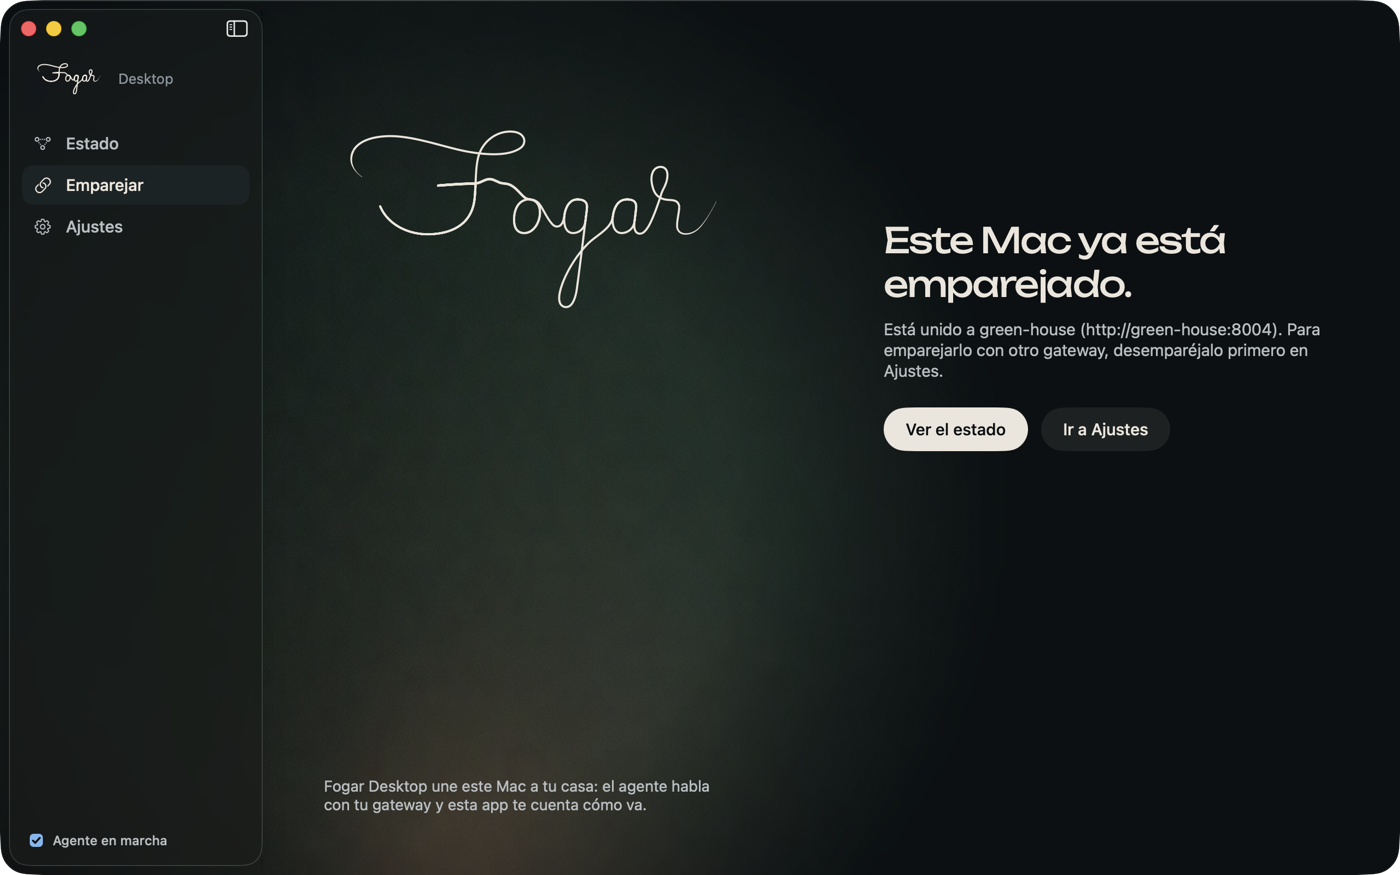 Fogar Desktop
Estado
Emparejar
Ajustes
Agente en marcha
Fogar
Fogar Desktop une este Mac a tu casa: el agente habla
con tu gateway y esta app te cuenta cómo va.
Este Mac ya está
emparejado.
Está unido a green-house (http://green-house:8004). Para
emparejarlo con otro gateway, desemparéjalo primero en
Ajustes.
Ver el estado
Ir a Ajustes